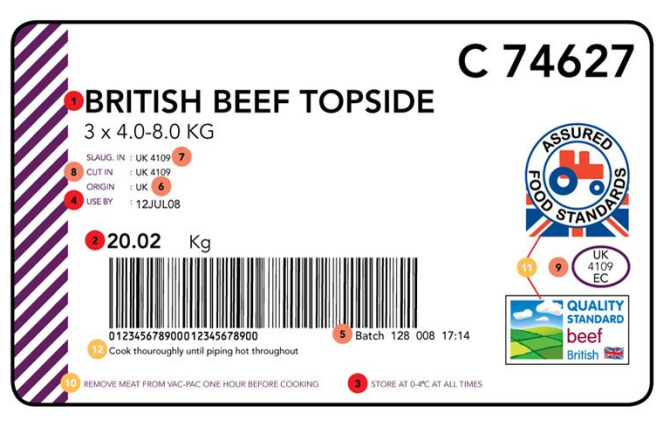 C 74627
1 BRITISH BEEF TOPSIDE
3 x 4.0-8.0 KG
SLAUG. IN : UK 4109 7
8 CUT IN : UK 4109
ORIGIN : UK 6
4 USE BY : 12JUL08
ASSURED
FOOD STANDARDS
2 20.02 Kg
11 9
UK
4109
EC
QUALITY
STANDARD
beef
British
012345678900012345678900
5 Batch 128 008 17:14
12 Cook thouroughly until piping hot throughout
10 REMOVE MEAT FROM VAC-PAC ONE HOUR BEFORE COOKING
3 STORE AT 0-4°C AT ALL TIMES